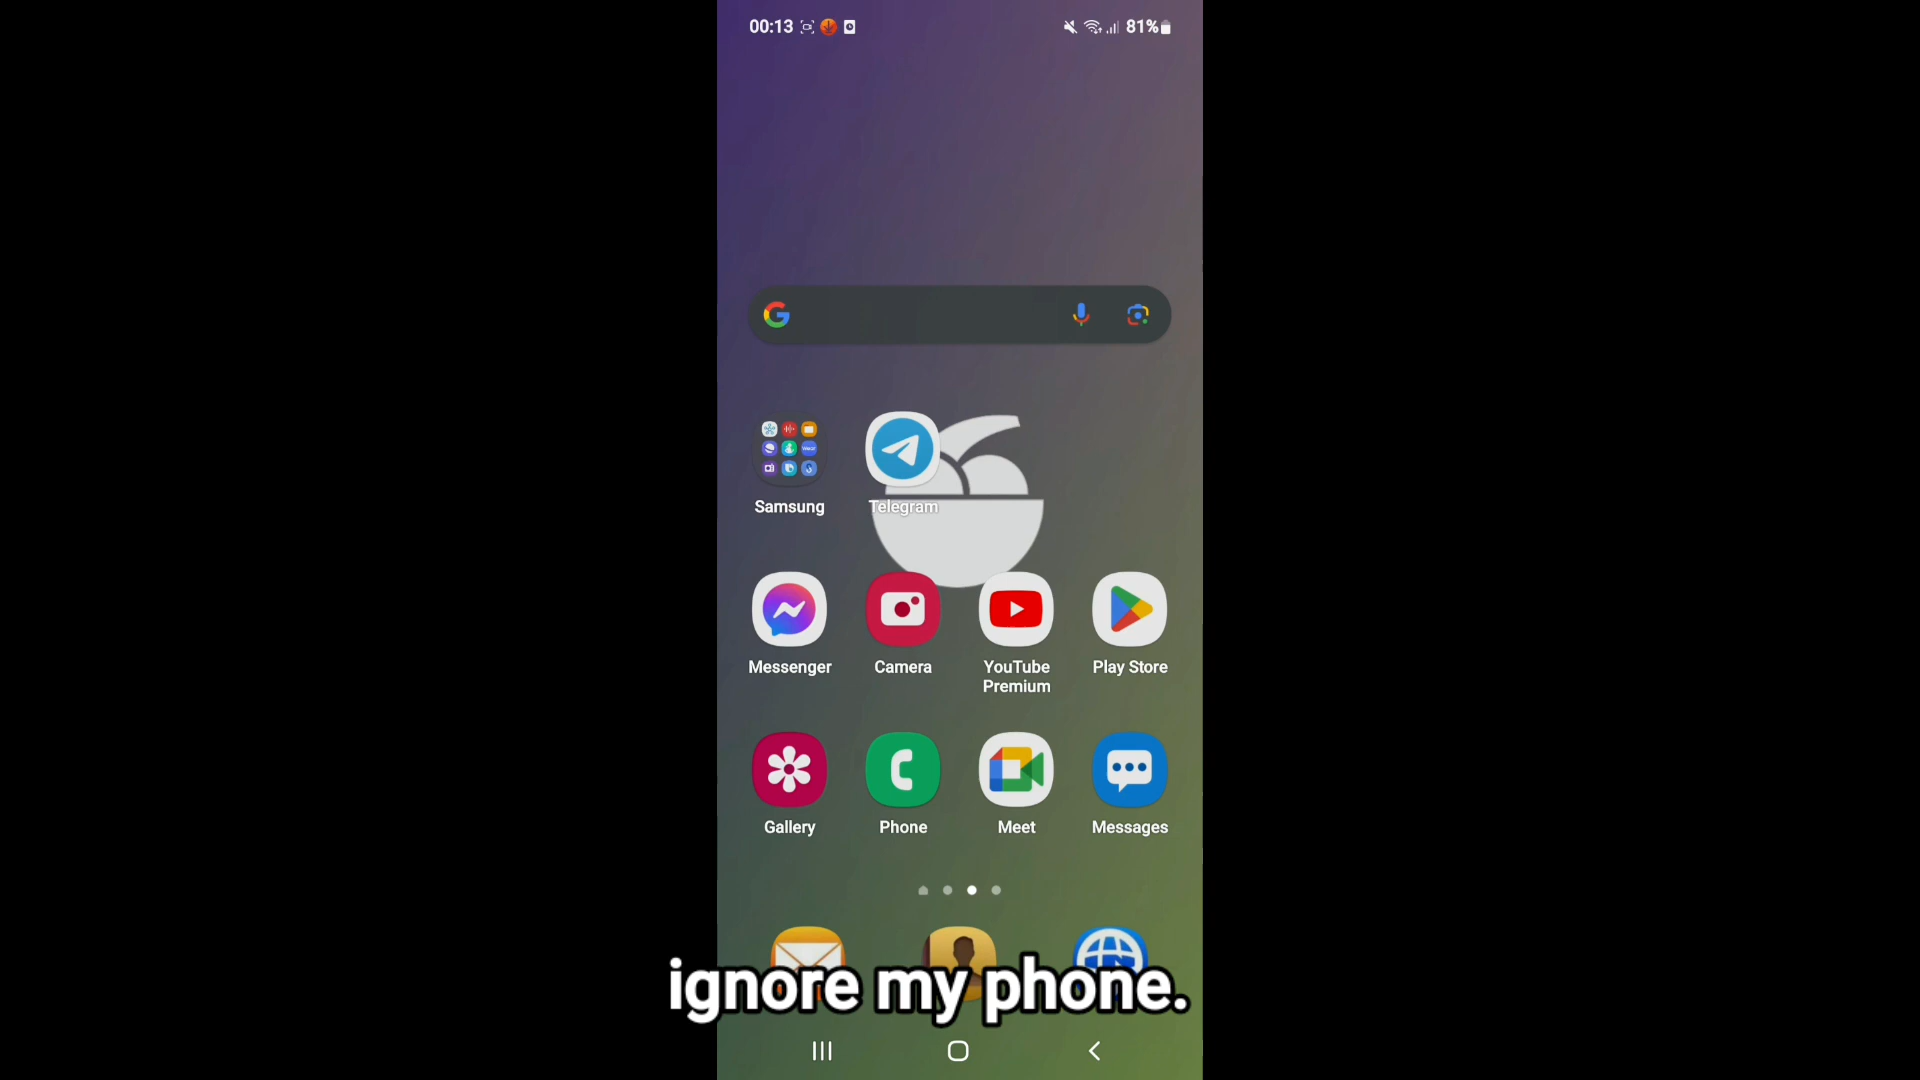 00:13
81%
Samsung
Telegram
Messenger
Camera
YouTube
Premium
Play Store
Gallery
Phone
Meet
Messages
ignore my phone.